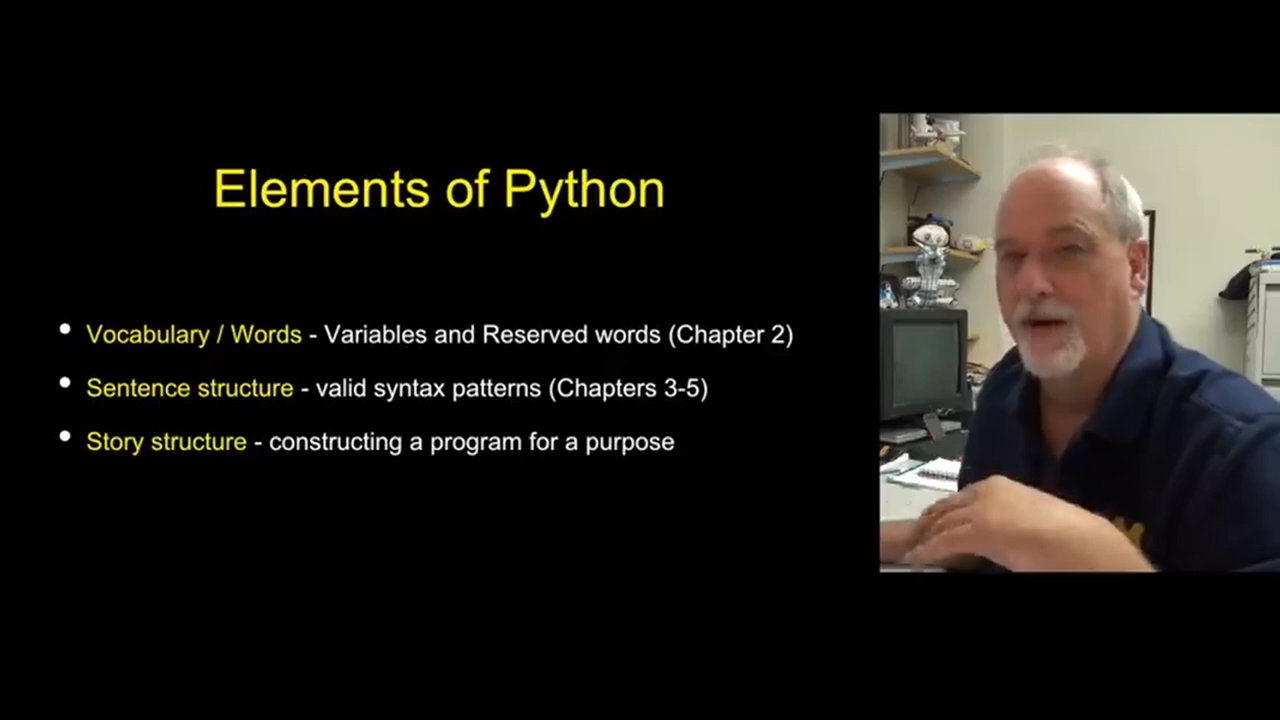 Elements of Python
• Vocabulary / Words - Variables and Reserved words (Chapter 2)
• Sentence structure - valid syntax patterns (Chapters 3-5)
• Story structure - constructing a program for a purpose